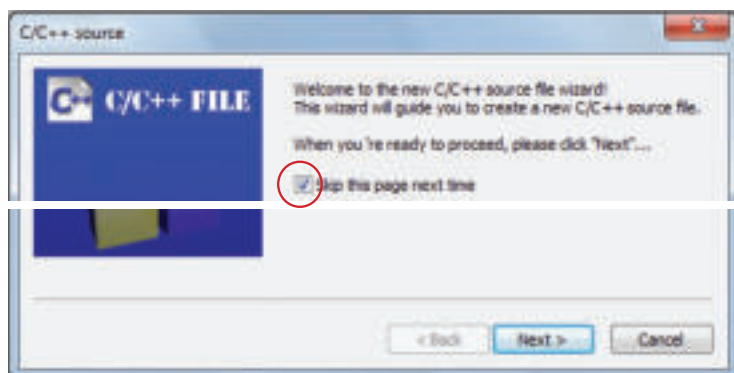 C/C++ source
C++ C/C++ FILE
Welcome to the new C/C++ source file wizard!
This wizard will guide you to create a new C/C++ source file.
When you 're ready to proceed, please click "Next"...
Skip this page next time
< Back Next > Cancel